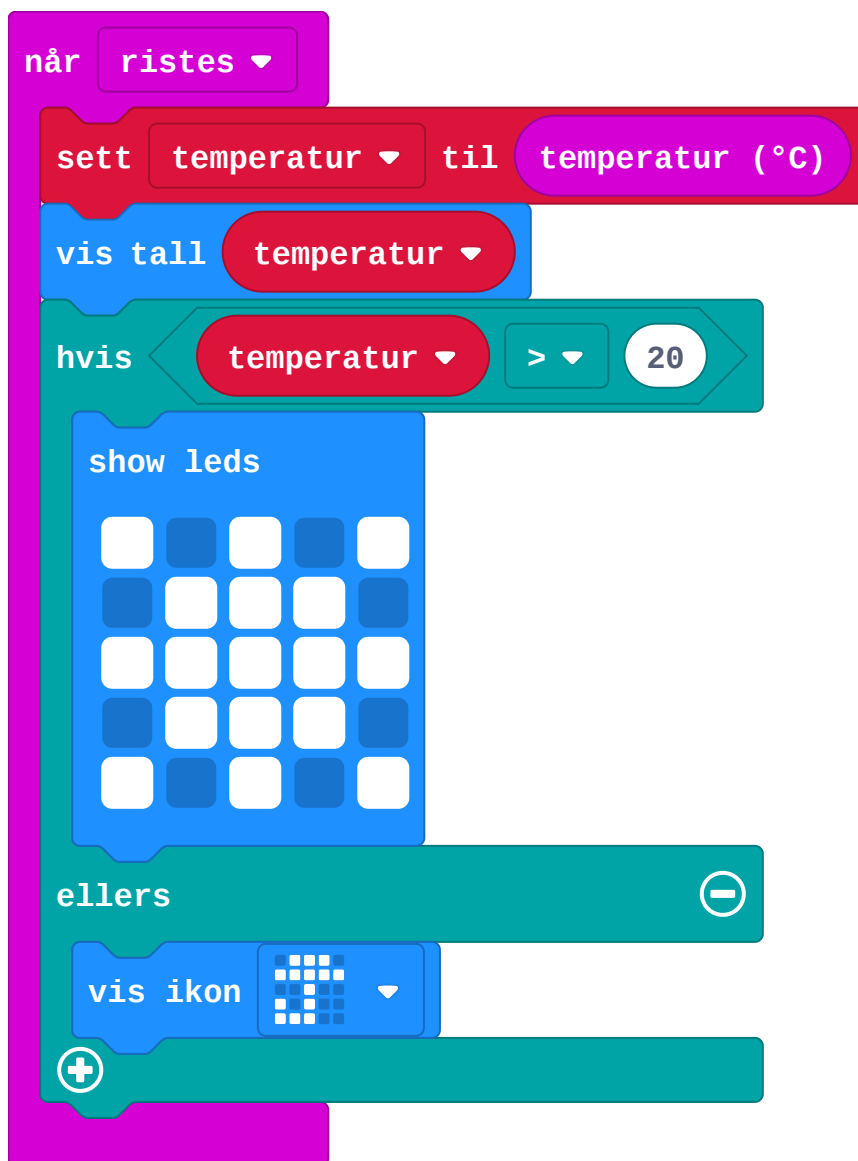 når ristes
sett temperatur til temperatur (°C)
vis tall temperatur
hvis temperatur > 20
show leds
ellers
vis ikon